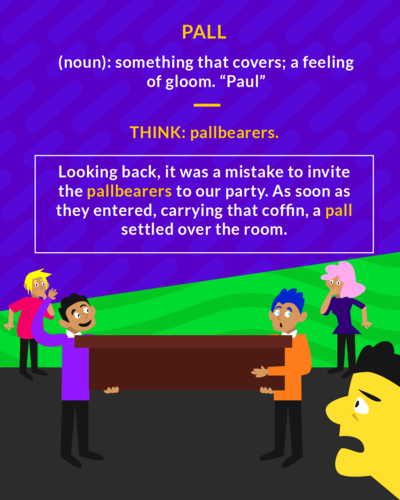 PALL
(noun): something that covers; a feeling
of gloom. “Paul”
THINK: pallbearers.
Looking back, it was a mistake to invite
the pallbearers to our party. As soon as
they entered, carrying that coffin, a pall
settled over the room.